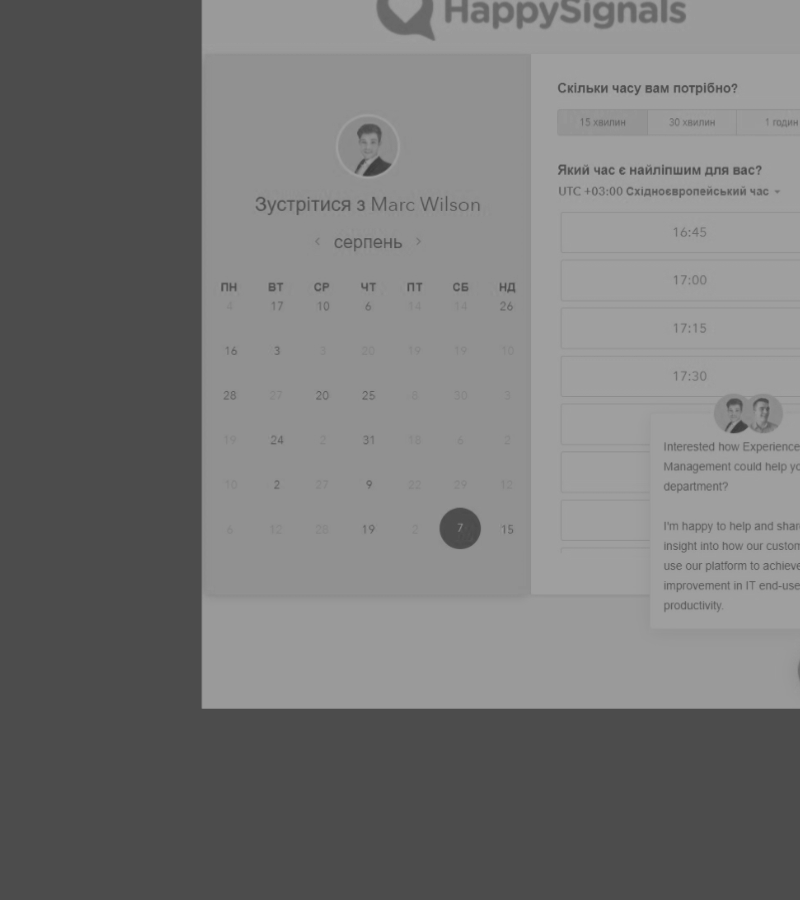 HappySignals
Скільки часу вам потрібно?
15 хвилин 30 хвилин 1 годин
Який час є найліпшим для вас?
UTC +03:00 Східноєвропейський час
Зустрітися з Marc Wilson
серпень
ПН ВТ СР ЧТ ПТ СБ НД
4 17 10 6 14 14 26
16 3 3 20 19 19 10
28 27 20 25 8 30 3
19 24 2 31 15 6 2
10 2 27 9 22 29 12
6 12 28 19 2 7 15
16:45
17:00
17:15
17:30
Interested how Experience
Management could help yo
department?
I'm happy to help and shar
insight into how our custom
use our platform to achieve
improvement in IT end-use
productivity.